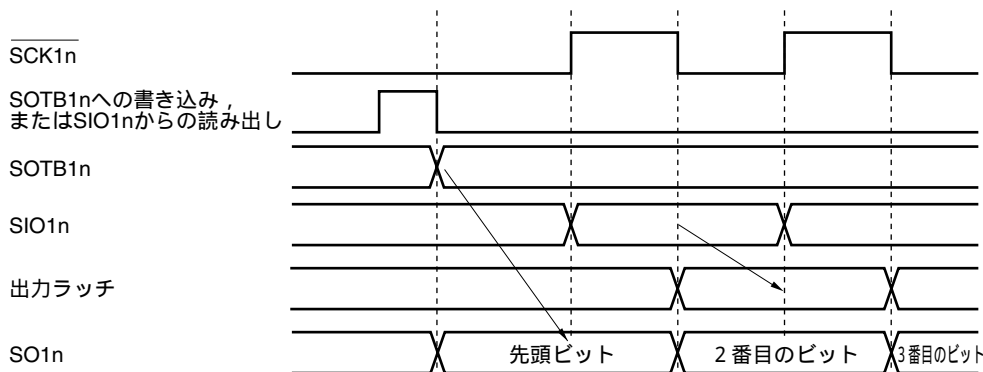 SCK1n
SOTB1nへの書き込み，
またはSIO1nからの読み出し
SOTB1n
SIO1n
出力ラッチ
SO1n
先頭ビット
2番目のビット
3番目のビット